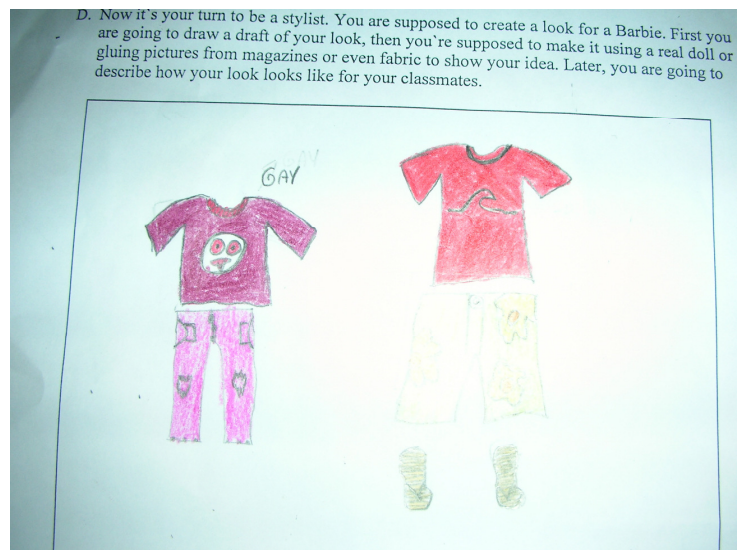 D. Now it's your turn to be a stylist. You are supposed to create a look for a Barbie. First you
are going to draw a draft of your look, then you`re supposed to make it using a real doll or
gluing pictures from magazines or even fabric to show your idea. Later, you are going to
describe how your look looks like for your classmates.
GAY